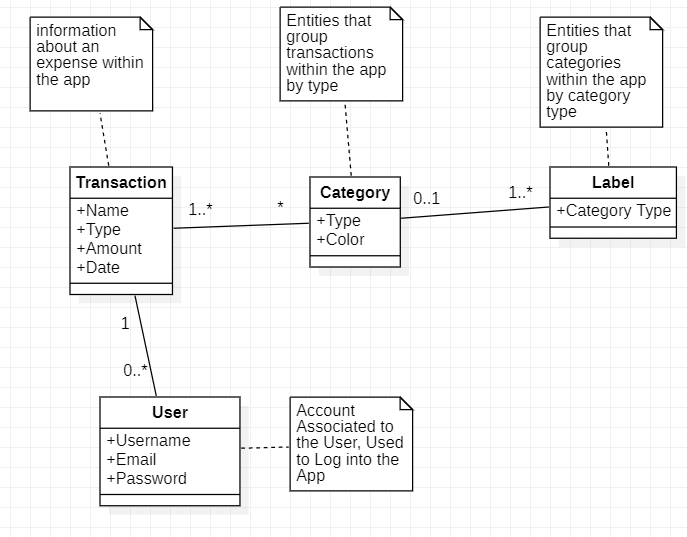 information
about an
expense within
the app
Entities that
group
transactions
within the app
by type
Entities that
group
categories
within the app
by category
type
Transaction
+Name
+Type
+Amount
+Date
1..*
*
Category
+Type
+Color
0..1
1..*
Label
+Category Type
1
0..*
User
+Username
+Email
+Password
Account
Associated to
the User, Used
to Log into the
App